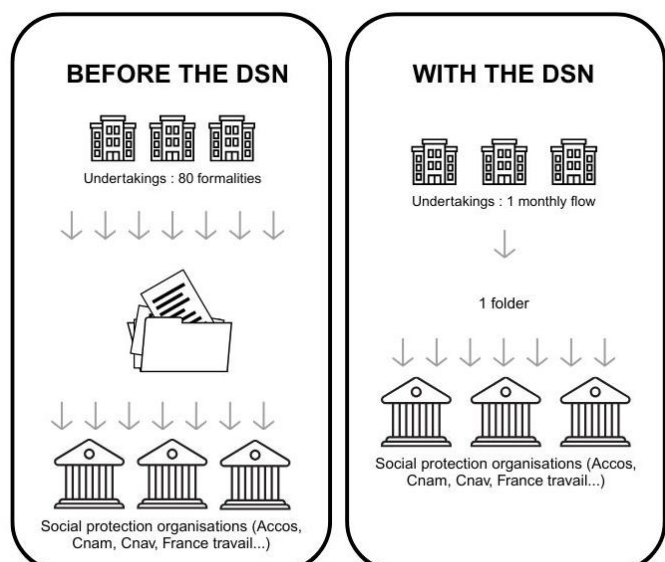 BEFORE THE DSN
Undertakings : 80 formalities
Social protection organisations (Accos,
Cnam, Cnav, France travail...)
WITH THE DSN
Undertakings : 1 monthly flow
1 folder
Social protection organisations (Accos,
Cnam, Cnav, France travail...)